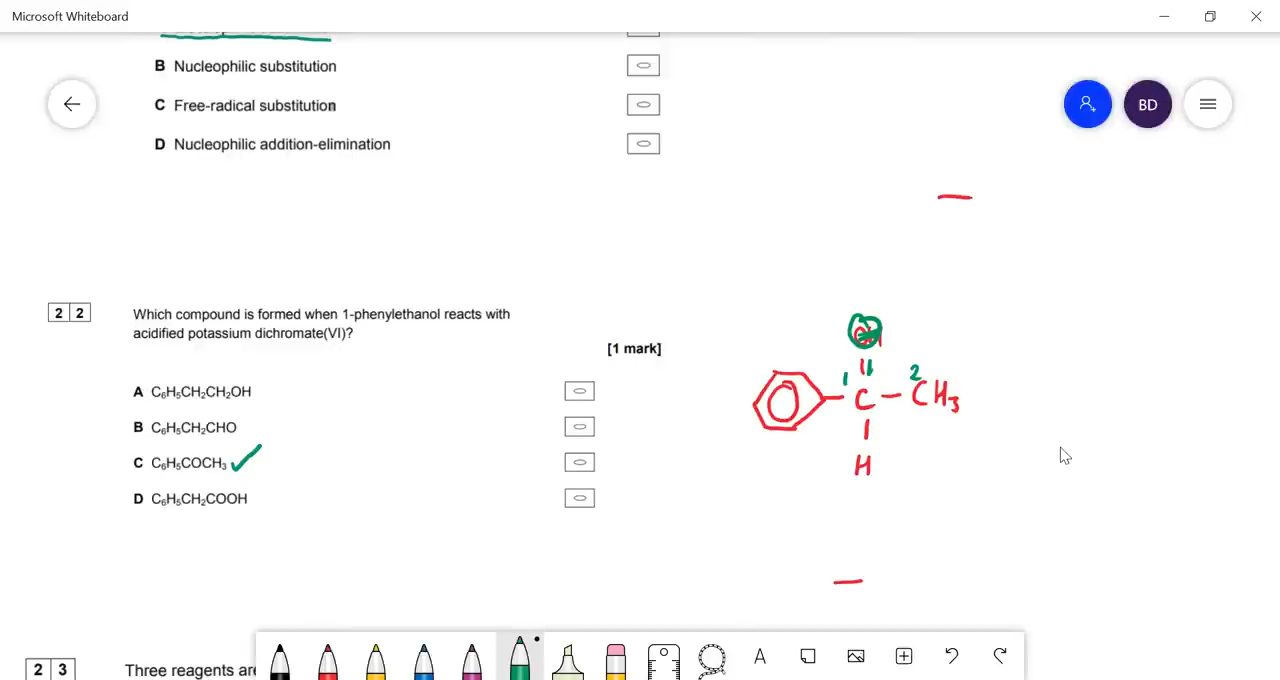 Microsoft Whiteboard
B Nucleophilic substitution
C Free-radical substitution
D Nucleophilic addition-elimination
BD
2 2
Which compound is formed when 1-phenylethanol reacts with
acidified potassium dichromate(VI)?
[1 mark]
A C₆H₅CH₂CH₂OH
B C₆H₅CH₂CHO
C C₆H₅COCH₃
D C₆H₅CH₂COOH
1 2
C CH₃
H
2 3 Three reagents are
A